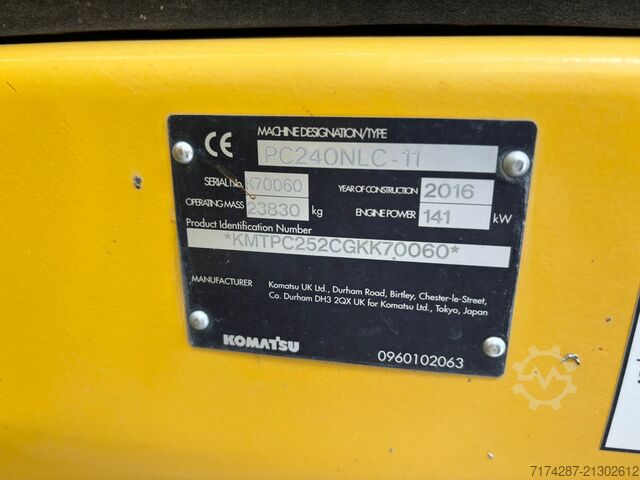 CE MACHINE DESIGNATION/TYPE
PC240NLC-11
SERIAL No. K70060 YEAR OF CONSTRUCTION 2016
OPERATING MASS 23830 kg ENGINE POWER 141 kW
Product Identification Number
*KMTPC252CGKK70060*
MANUFACTURER Komatsu UK Ltd., Durham Road, Birtley, Chester-le-Street,
Co. Durham DH3 2QX UK for Komatsu Ltd., Tokyo, Japan
KOMATSU 0960102063
7174287-21302612